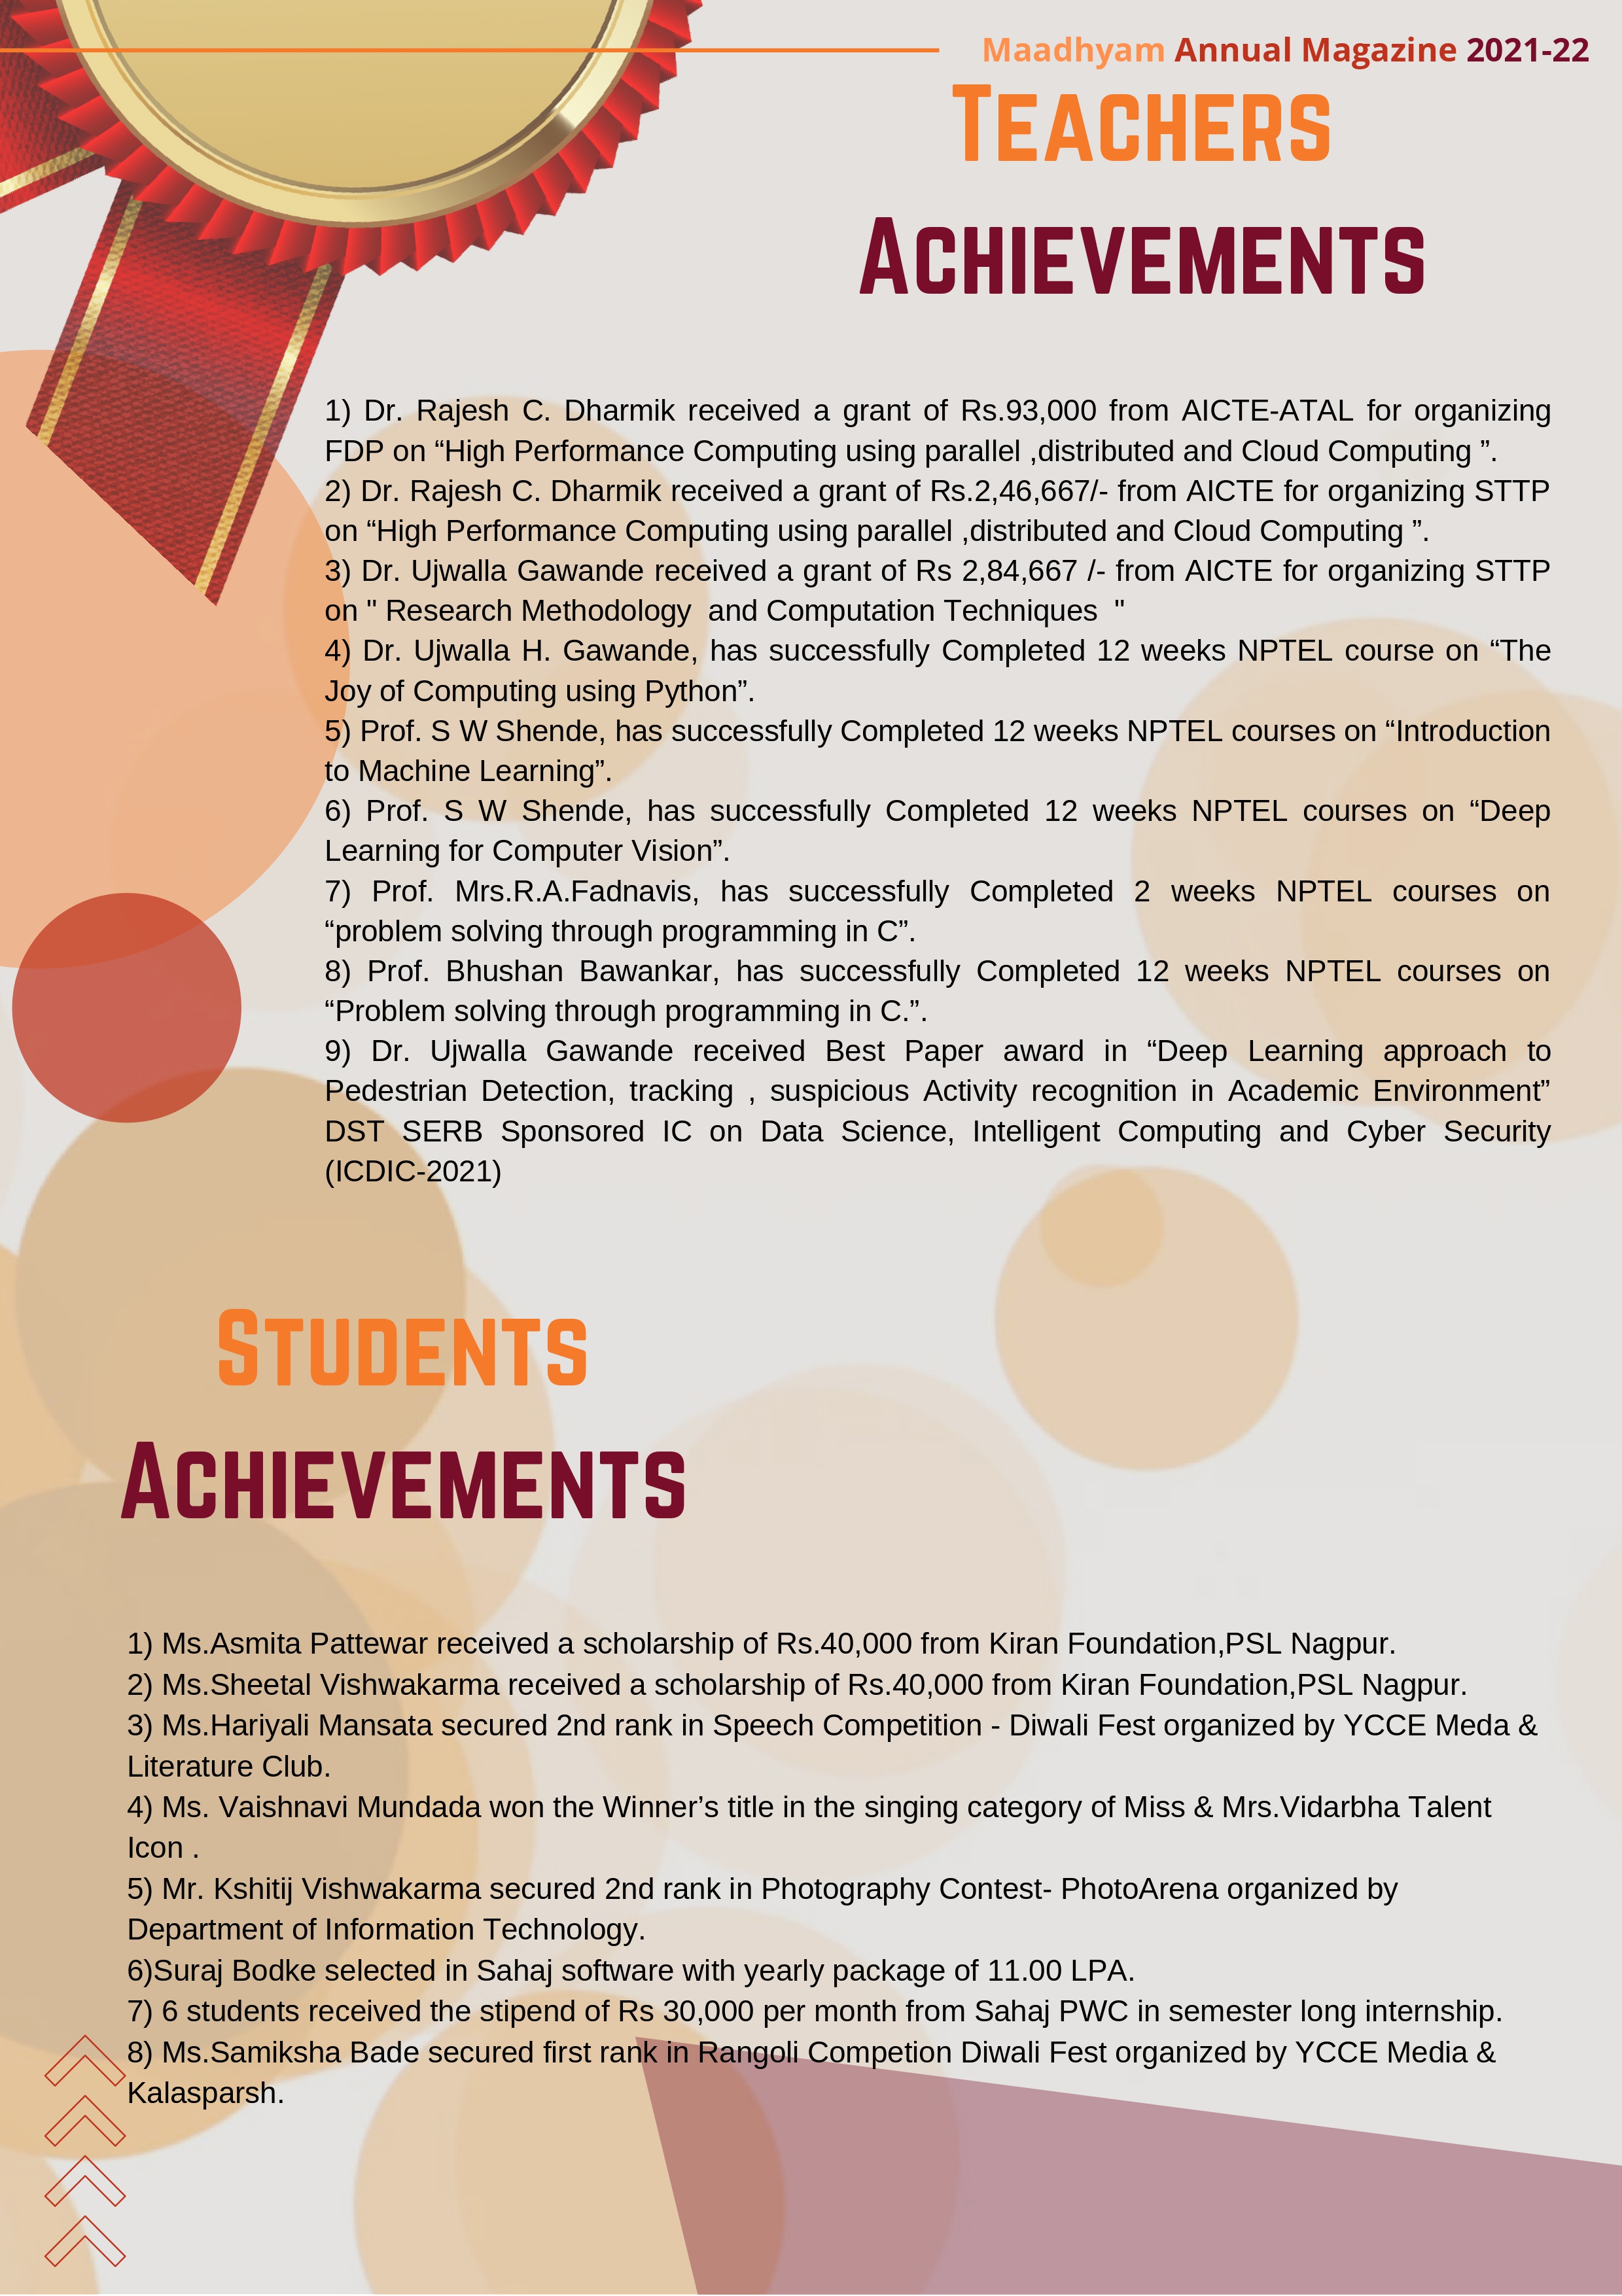 Maadhyam Annual Magazine 2021-22
TEACHERS
ACHIEVEMENTS
1) Dr. Rajesh C. Dharmik received a grant of Rs.93,000 from AICTE-ATAL for organizing
FDP on “High Performance Computing using parallel ,distributed and Cloud Computing ”.
2) Dr. Rajesh C. Dharmik received a grant of Rs.2,46,667/- from AICTE for organizing STTP
on “High Performance Computing using parallel ,distributed and Cloud Computing ”.
3) Dr. Ujwalla Gawande received a grant of Rs 2,84,667 /- from AICTE for organizing STTP
on " Research Methodology  and Computation Techniques  "
4) Dr. Ujwalla H. Gawande, has successfully Completed 12 weeks NPTEL course on “The
Joy of Computing using Python”.
5) Prof. S W Shende, has successfully Completed 12 weeks NPTEL courses on “Introduction
to Machine Learning”.
6) Prof. S W Shende, has successfully Completed 12 weeks NPTEL courses on “Deep
Learning for Computer Vision”.
7) Prof. Mrs.R.A.Fadnavis, has successfully Completed 2 weeks NPTEL courses on
“problem solving through programming in C”.
8) Prof. Bhushan Bawankar, has successfully Completed 12 weeks NPTEL courses on
“Problem solving through programming in C.”.
9) Dr. Ujwalla Gawande received Best Paper award in “Deep Learning approach to
Pedestrian Detection, tracking , suspicious Activity recognition in Academic Environment”
DST SERB Sponsored IC on Data Science, Intelligent Computing and Cyber Security
(ICDIC-2021)
STUDENTS
ACHIEVEMENTS
1) Ms.Asmita Pattewar received a scholarship of Rs.40,000 from Kiran Foundation,PSL Nagpur.
2) Ms.Sheetal Vishwakarma received a scholarship of Rs.40,000 from Kiran Foundation,PSL Nagpur.
3) Ms.Hariyali Mansata secured 2nd rank in Speech Competition - Diwali Fest organized by YCCE Meda &
Literature Club.
4) Ms. Vaishnavi Mundada won the Winner’s title in the singing category of Miss & Mrs.Vidarbha Talent
Icon .
5) Mr. Kshitij Vishwakarma secured 2nd rank in Photography Contest- PhotoArena organized by
Department of Information Technology.
6)Suraj Bodke selected in Sahaj software with yearly package of 11.00 LPA.
7) 6 students received the stipend of Rs 30,000 per month from Sahaj PWC in semester long internship.
8) Ms.Samiksha Bade secured first rank in Rangoli Competion Diwali Fest organized by YCCE Media &
Kalasparsh.